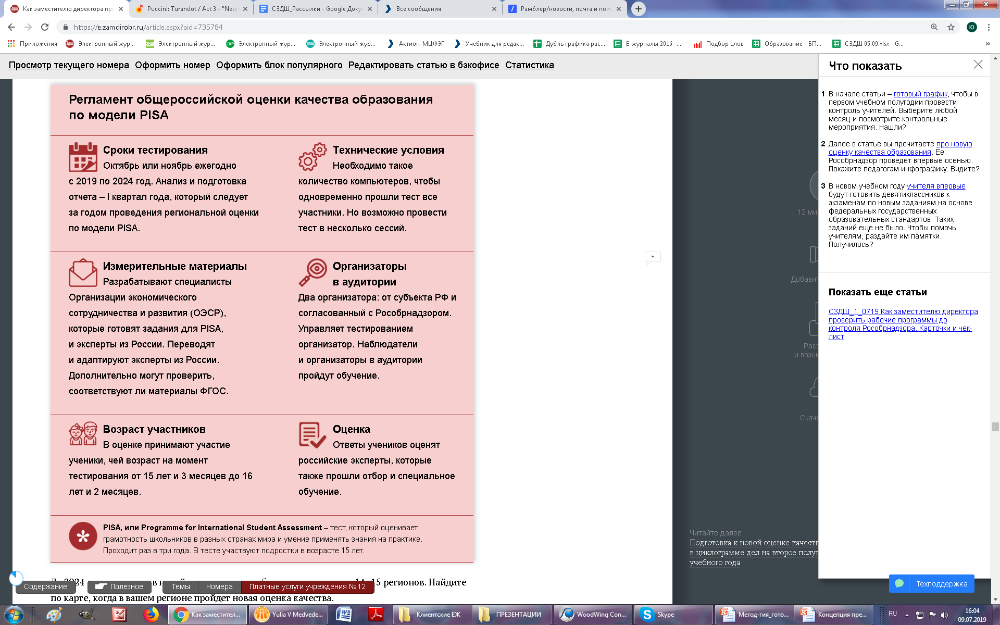 Как заместителю директора про
Puccini: Turandot / Act 3 - "Ness
СЗДШ_Рассылки - Google Доку
Все сообщения
Рамблер/новости, почта и пои
https://e.zamdirobr.ru/article.aspx?aid=735784
Ю
Приложения
Электронный жур...
Электронный жур...
Электронный жур...
Электронный жур...
Актион-МЦФЭР
Учебник для редак...
Дубль графика рас...
Е-журналы 2016 -...
Подбор слов
Образование - БП...
СЗДШ 05.09.xlsx - G...
»
Просмотр текущего номера Оформить номер Оформить блок популярного Редактировать статью в бэкофисе Статистика
Регламент общероссийской оценки качества образования
по модели PISA
Сроки тестирования
Октябрь или ноябрь ежегодно
с 2019 по 2024 год. Анализ и подготовка
отчета – I квартал года, который следует
за годом проведения региональной оценки
по модели PISA.
Технические условия
Необходимо такое
количество компьютеров, чтобы
одновременно прошли тест все
участники. Но возможно провести
тест в несколько сессий.
Измерительные материалы
Разрабатывают специалисты
Организации экономического
сотрудничества и развития (ОЭСР),
которые готовят задания для PISA,
и эксперты из России. Переводят
и адаптируют эксперты из России.
Дополнительно могут проверить,
соответствуют ли материалы ФГОС.
Организаторы
в аудитории
Два организатора: от субъекта РФ и
согласованный с Рособрнадзором.
Управляет тестированием
организатор. Наблюдатели
и организаторы в аудитории
пройдут обучение.
Возраст участников
В оценке принимают участие
ученики, чей возраст на момент
тестирования от 15 лет и 3 месяцев до 16
лет и 2 месяцев.
Оценка
Ответы учеников оценят
российские эксперты, которые
также прошли отбор и специальное
обучение.
PISA, или Programme for International Student Assessment – тест, который оценивает
грамотность школьников в разных странах мира и умение применять знания на практике.
Проходит раз в три года. В тесте участвуют подростки в возрасте 15 лет.
2024
15 регионов. Найдите
по карте, когда в вашем регионе пройдет новая оценка качества.
Содержание
Полезное
Темы
Номера
Платные услуги учреждения №12
+
12 ми
Добавит
Расп
и возьм
Скача
Читайте далее
Подготовка к новой оценке качеств
в циклограмме дел на второе полуг
учебного года
Что показать
1 В начале статьи – готовый график, чтобы в
первом учебном полугодии провести
контроль учителей. Выберите любой
месяц и посмотрите контрольные
мероприятия. Нашли?
2 Далее в статье вы прочитаете про новую
оценку качества образования. Ее
Рособрнадзор проведет впервые осенью.
Покажите педагогам инфографику. Видите?
3 В новом учебном году учителя впервые
будут готовить девятиклассников к
экзаменам по новым заданиям на основе
федеральных государственных
образовательных стандартов. Таких
заданий еще не было. Чтобы помочь
учителям, раздайте им памятки.
Получилось?
Показать еще статьи
СЗДШ_1_0719 Как заместителю директора
проверить рабочие программы до
контроля Рособрнадзора. Карточки и чек-
лист
Техподдержка
Как заместител...
Yulia V Medvede...
Клиентские ЕЖ
ПРЕЗЕНТАЦИИ
WoodWing Con...
Skype
Метод-гия_гото...
Концепция пре...
RU
16:04
09.07.2019